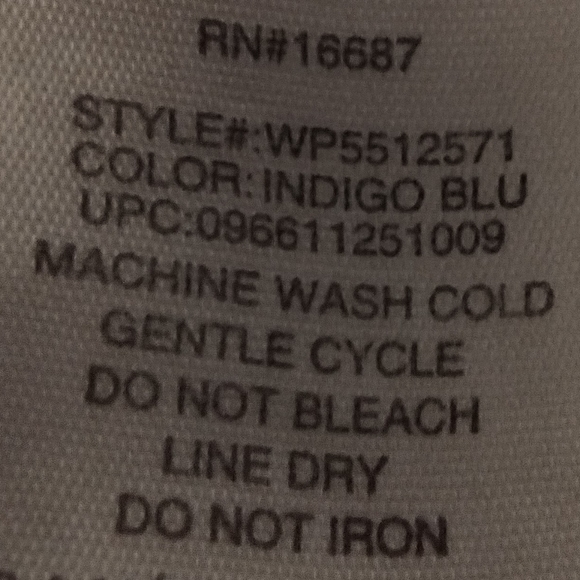 RN#16687
STYLE#:WP5512571
COLOR:INDIGO BLU
UPC:096611251009
MACHINE WASH COLD
GENTLE CYCLE
DO NOT BLEACH
LINE DRY
DO NOT IRON